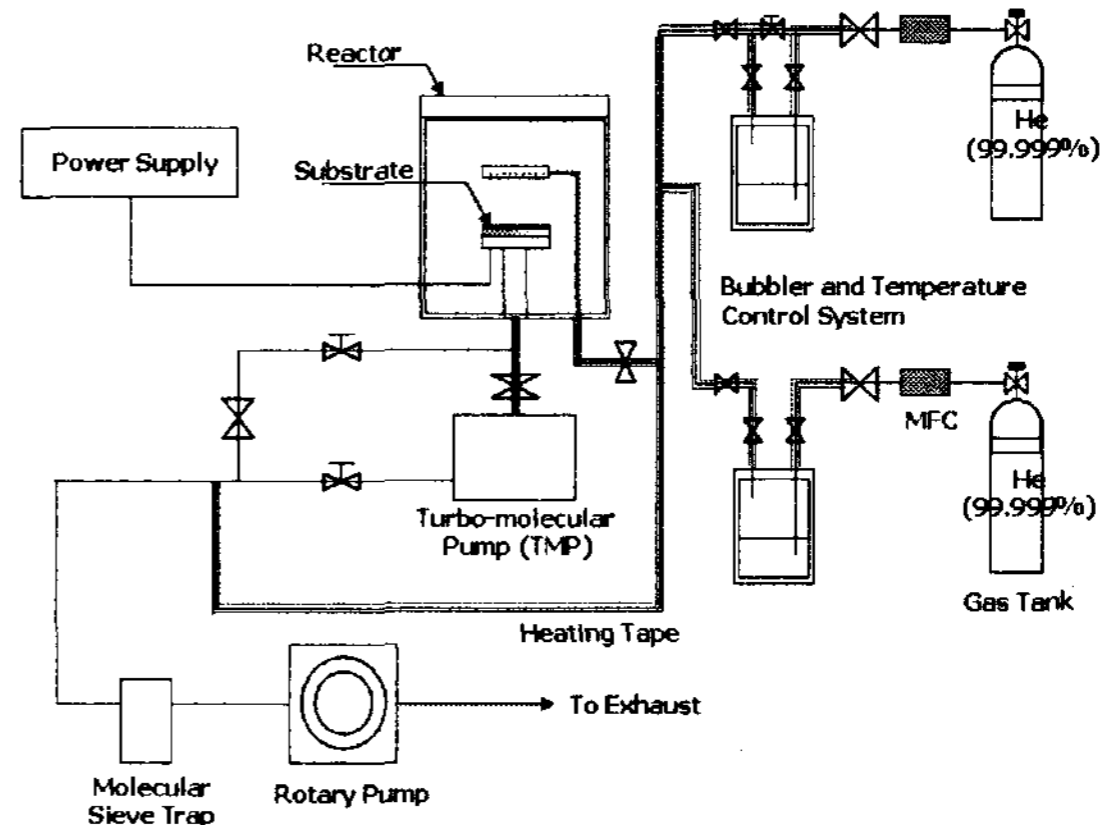 Reactor
Power Supply
Substrate
He
(99.999%)
Bubbler and Temperature
Control System
MFC
He
(99.999%)
Turbo-molecular
Pump (TMP)
Gas Tank
Heating Tape
To Exhaust
Molecular
Sieve Trap
Rotary Pump